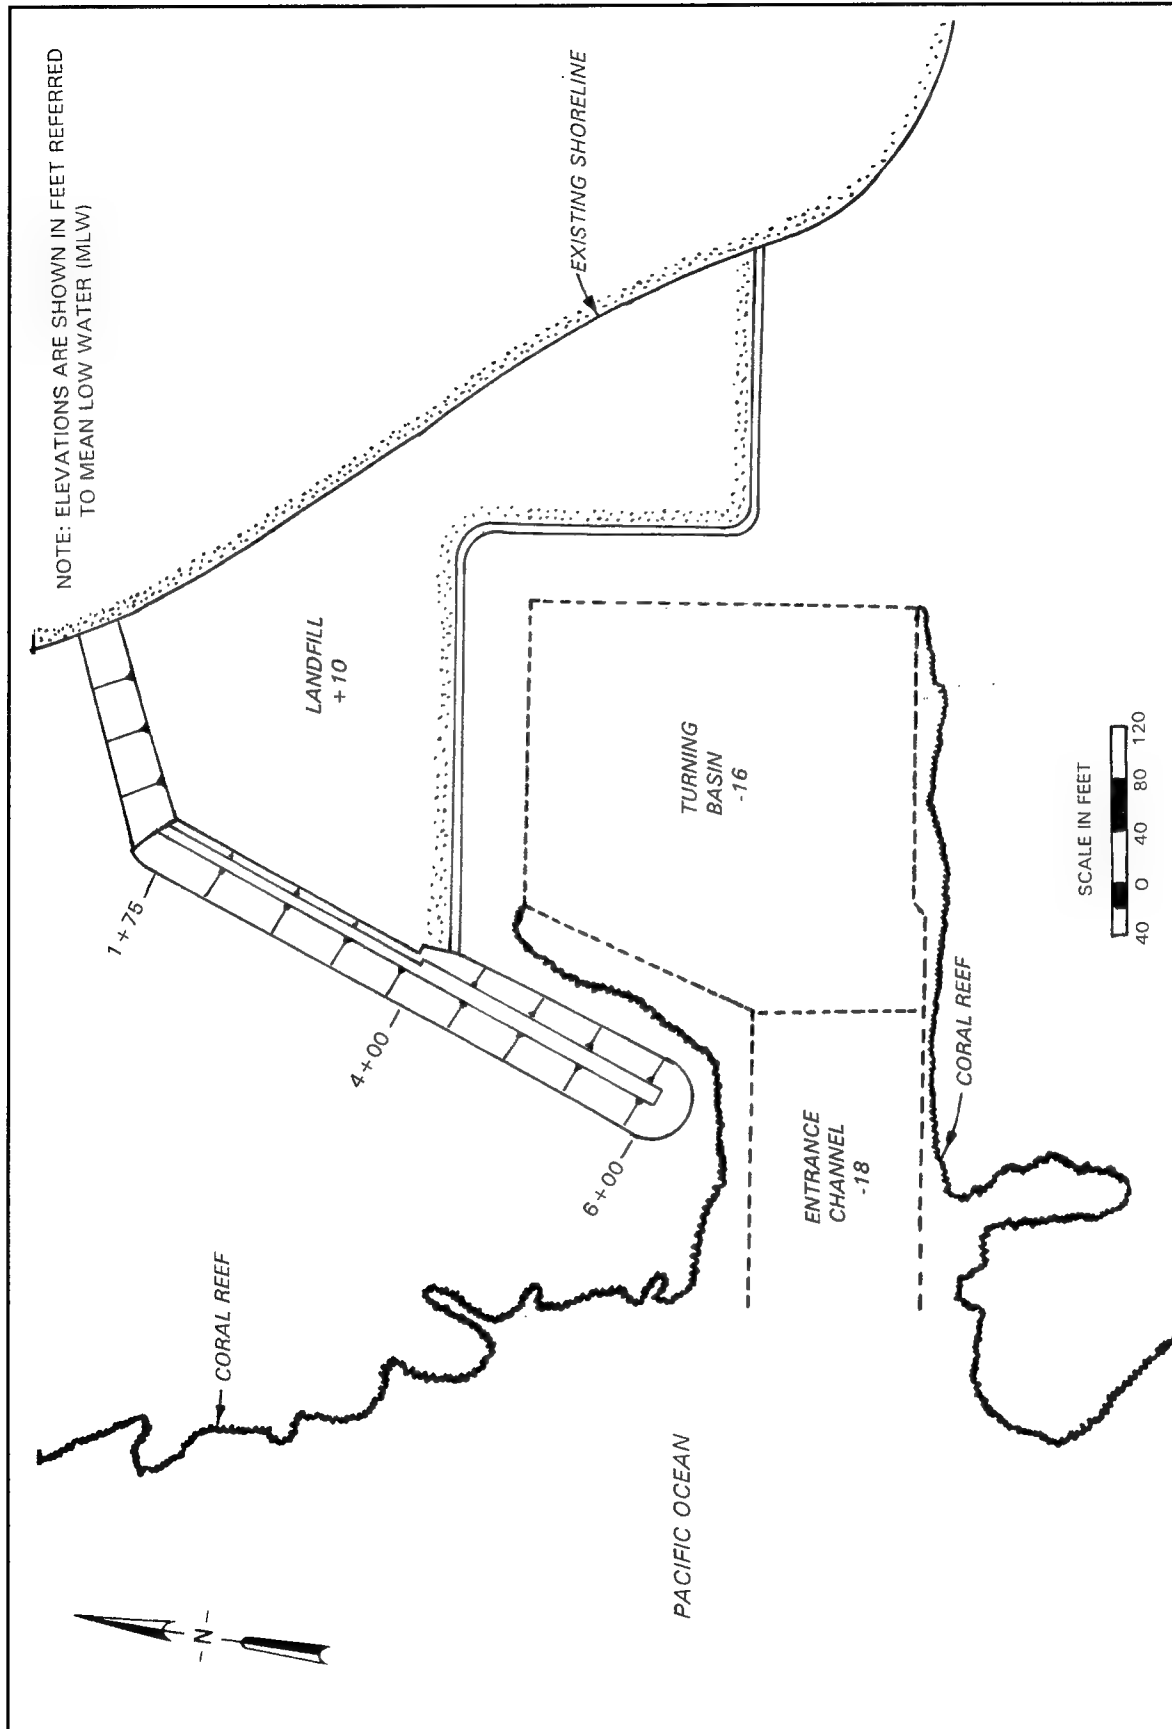 NOTE: ELEVATIONS ARE SHOWN IN FEET REFERRED
TO MEAN LOW WATER (MLW)
EXISTING SHORELINE
LANDFILL
+10
1+75
4+00
6+00
TURNING
BASIN
-16
ENTRANCE
CHANNEL
-18
CORAL REEF
CORAL REEF
PACIFIC OCEAN
-N-
SCALE IN FEET
40 0 40 80 120